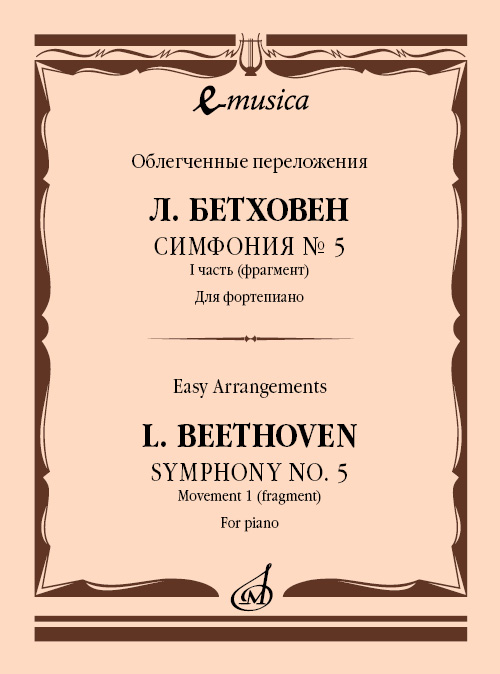 e-musica
Облегченные переложения
Л. БЕТХОВЕН
СИМФОНИЯ № 5
I часть (фрагмент)
Для фортепиано
Easy Arrangements
L. BEETHOVEN
SYMPHONY NO. 5
Movement 1 (fragment)
For piano